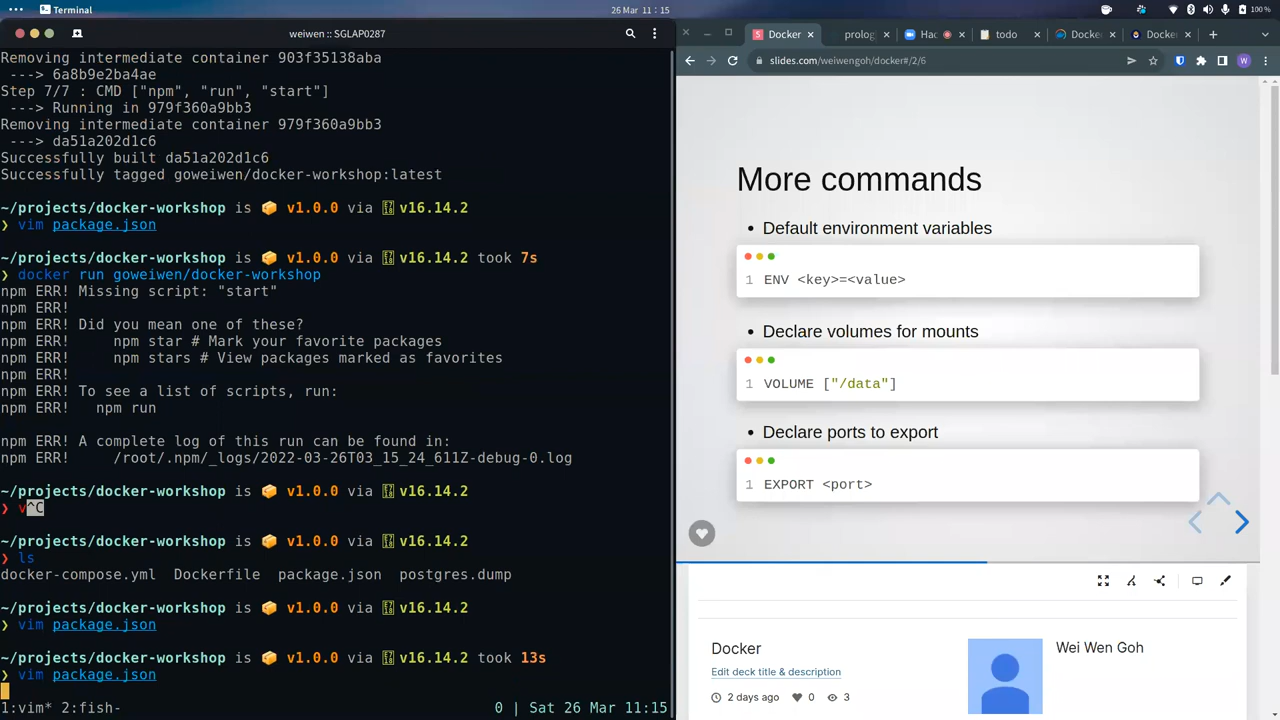 Terminal
26 Mar 11:15
100 %
weiwen :: SGLAP0287
Removing intermediate container 903f35138aba
---> 6a8b9e2ba4ae
Step 7/7 : CMD ["npm", "run", "start"]
---> Running in 979f360a9bb3
Removing intermediate container 979f360a9bb3
---> da51a202d1c6
Successfully built da51a202d1c6
Successfully tagged goweiwen/docker-workshop:latest
~/projects/docker-workshop is 📦 v1.0.0 via v16.14.2
❯ vim package.json
~/projects/docker-workshop is 📦 v1.0.0 via v16.14.2 took 7s
❯ docker run goweiwen/docker-workshop
npm ERR! Missing script: "start"
npm ERR!
npm ERR! Did you mean one of these?
npm ERR!     npm star # Mark your favorite packages
npm ERR!     npm stars # View packages marked as favorites
npm ERR!
npm ERR! To see a list of scripts, run:
npm ERR!   npm run
npm ERR! A complete log of this run can be found in:
npm ERR!     /root/.npm/_logs/2022-03-26T03_15_24_611Z-debug-0.log
~/projects/docker-workshop is 📦 v1.0.0 via v16.14.2
❯ v^C
~/projects/docker-workshop is 📦 v1.0.0 via v16.14.2
❯ ls
docker-compose.yml  Dockerfile  package.json  postgres.dump
~/projects/docker-workshop is 📦 v1.0.0 via v16.14.2
❯ vim package.json
~/projects/docker-workshop is 📦 v1.0.0 via v16.14.2 took 13s
❯ vim package.json
1:vim* 2:fish-
0 | Sat 26 Mar 11:15
Docker
prolog
Hac
todo
Docker
Docker
slides.com/weiwengoh/docker#/2/6
W
More commands
• Default environment variables
1 ENV <key>=<value>
• Declare volumes for mounts
1 VOLUME ["/data"]
• Declare ports to export
1 EXPORT <port>
Docker
Edit deck title & description
2 days ago
0
3
Wei Wen Goh